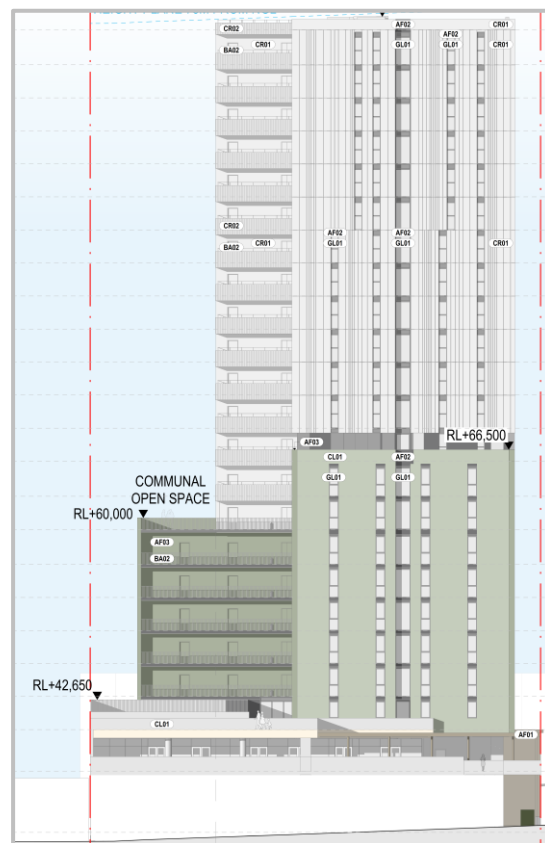 AF02
CR01
CR02
CR01
GL01
AF02
GL01
CR01
BA02
CR02
BA02
CR01
AF02
GL01
AF02
GL01
CR01
AF03
RL+66,500
CL01
AF02
GL01
GL01
COMMUNAL
OPEN SPACE
RL+60,000
AF03
BA02
RL+42,650
CL01
AF01